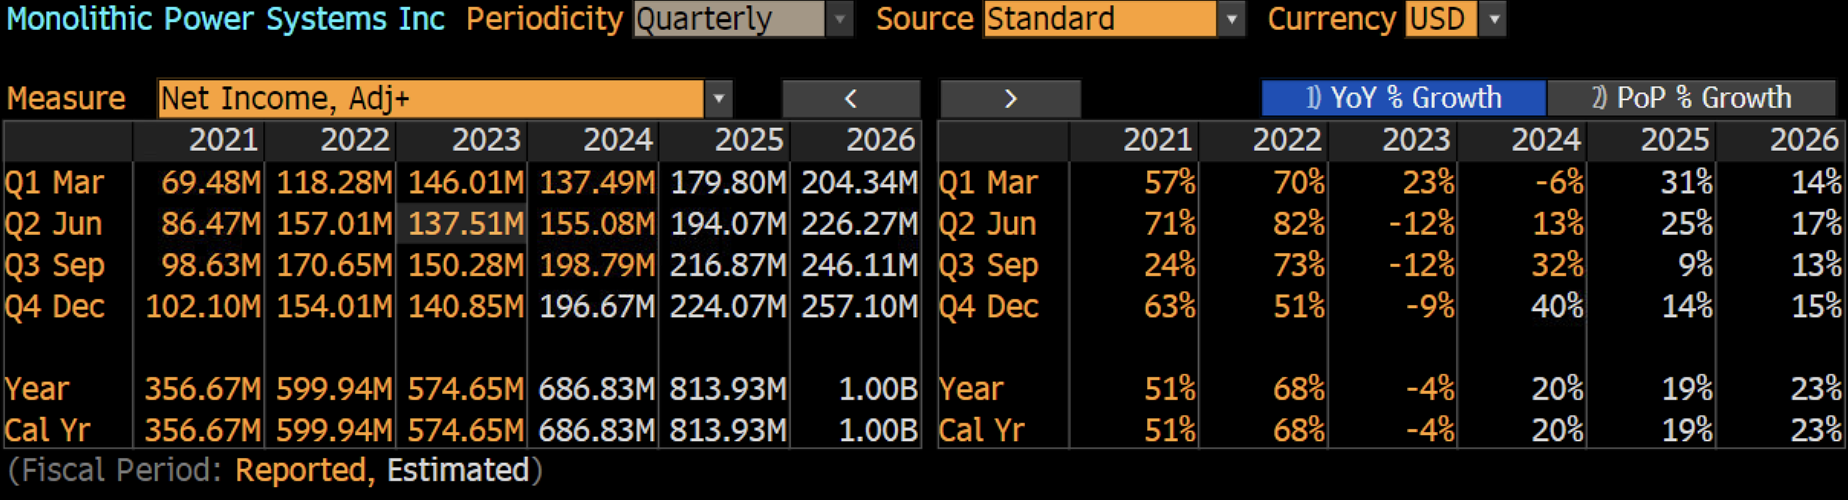 Monolithic Power Systems Inc Periodicity Quarterly Source Standard Currency USD
Measure Net Income, Adj+ < > 1) YoY % Growth 2) PoP % Growth
2021 2022 2023 2024 2025 2026 2021 2022 2023 2024 2025 2026
Q1 Mar 69.48M 118.28M 146.01M 137.49M 179.80M 204.34M Q1 Mar 57% 70% 23% -6% 31% 14%
Q2 Jun 86.47M 157.01M 137.51M 155.08M 194.07M 226.27M Q2 Jun 71% 82% -12% 13% 25% 17%
Q3 Sep 98.63M 170.65M 150.28M 198.79M 216.87M 246.11M Q3 Sep 24% 73% -12% 32% 9% 13%
Q4 Dec 102.10M 154.01M 140.85M 196.67M 224.07M 257.10M Q4 Dec 63% 51% -9% 40% 14% 15%
Year 356.67M 599.94M 574.65M 686.83M 813.93M 1.00B Year 51% 68% -4% 20% 19% 23%
Cal Yr 356.67M 599.94M 574.65M 686.83M 813.93M 1.00B Cal Yr 51% 68% -4% 20% 19% 23%
(Fiscal Period: Reported, Estimated)